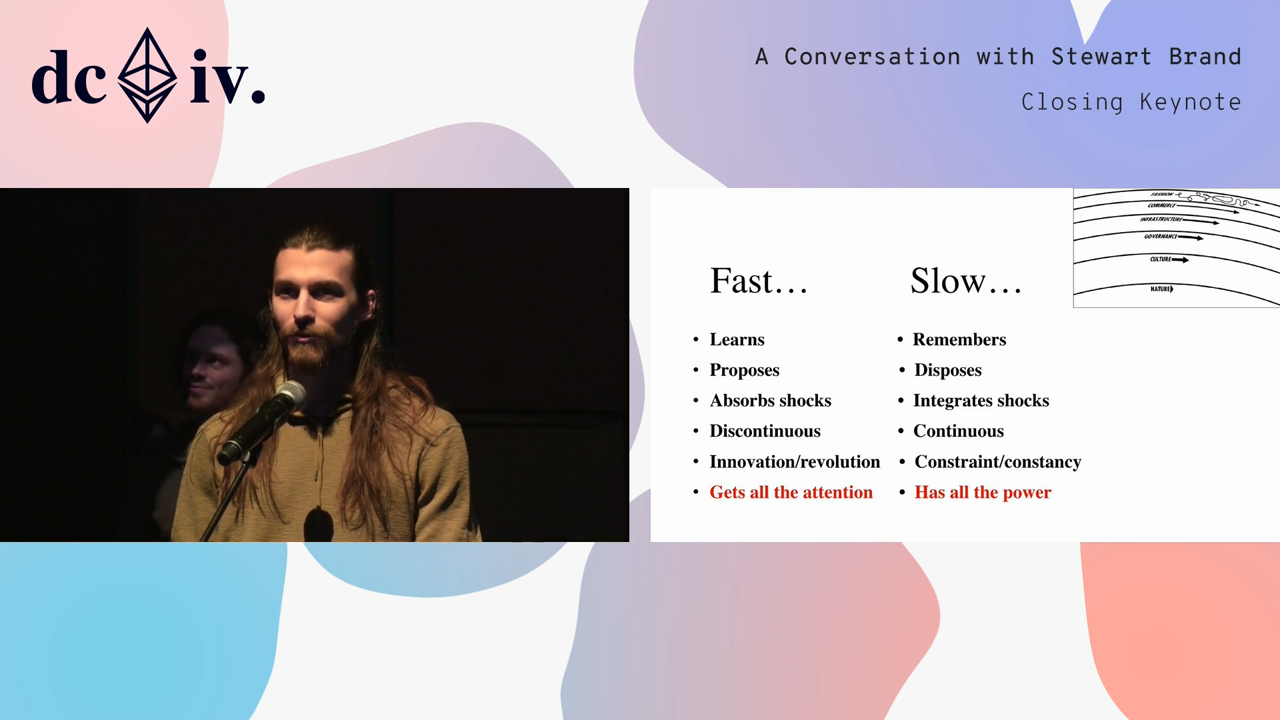 dc iv.
A Conversation with Stewart Brand
Closing Keynote
FASHION
COMMERCE
INFRASTRUCTURE
GOVERNANCE
CULTURE
NATURE
Fast… Slow…
• Learns • Remembers
• Proposes • Disposes
• Absorbs shocks • Integrates shocks
• Discontinuous • Continuous
• Innovation/revolution • Constraint/constancy
• Gets all the attention • Has all the power